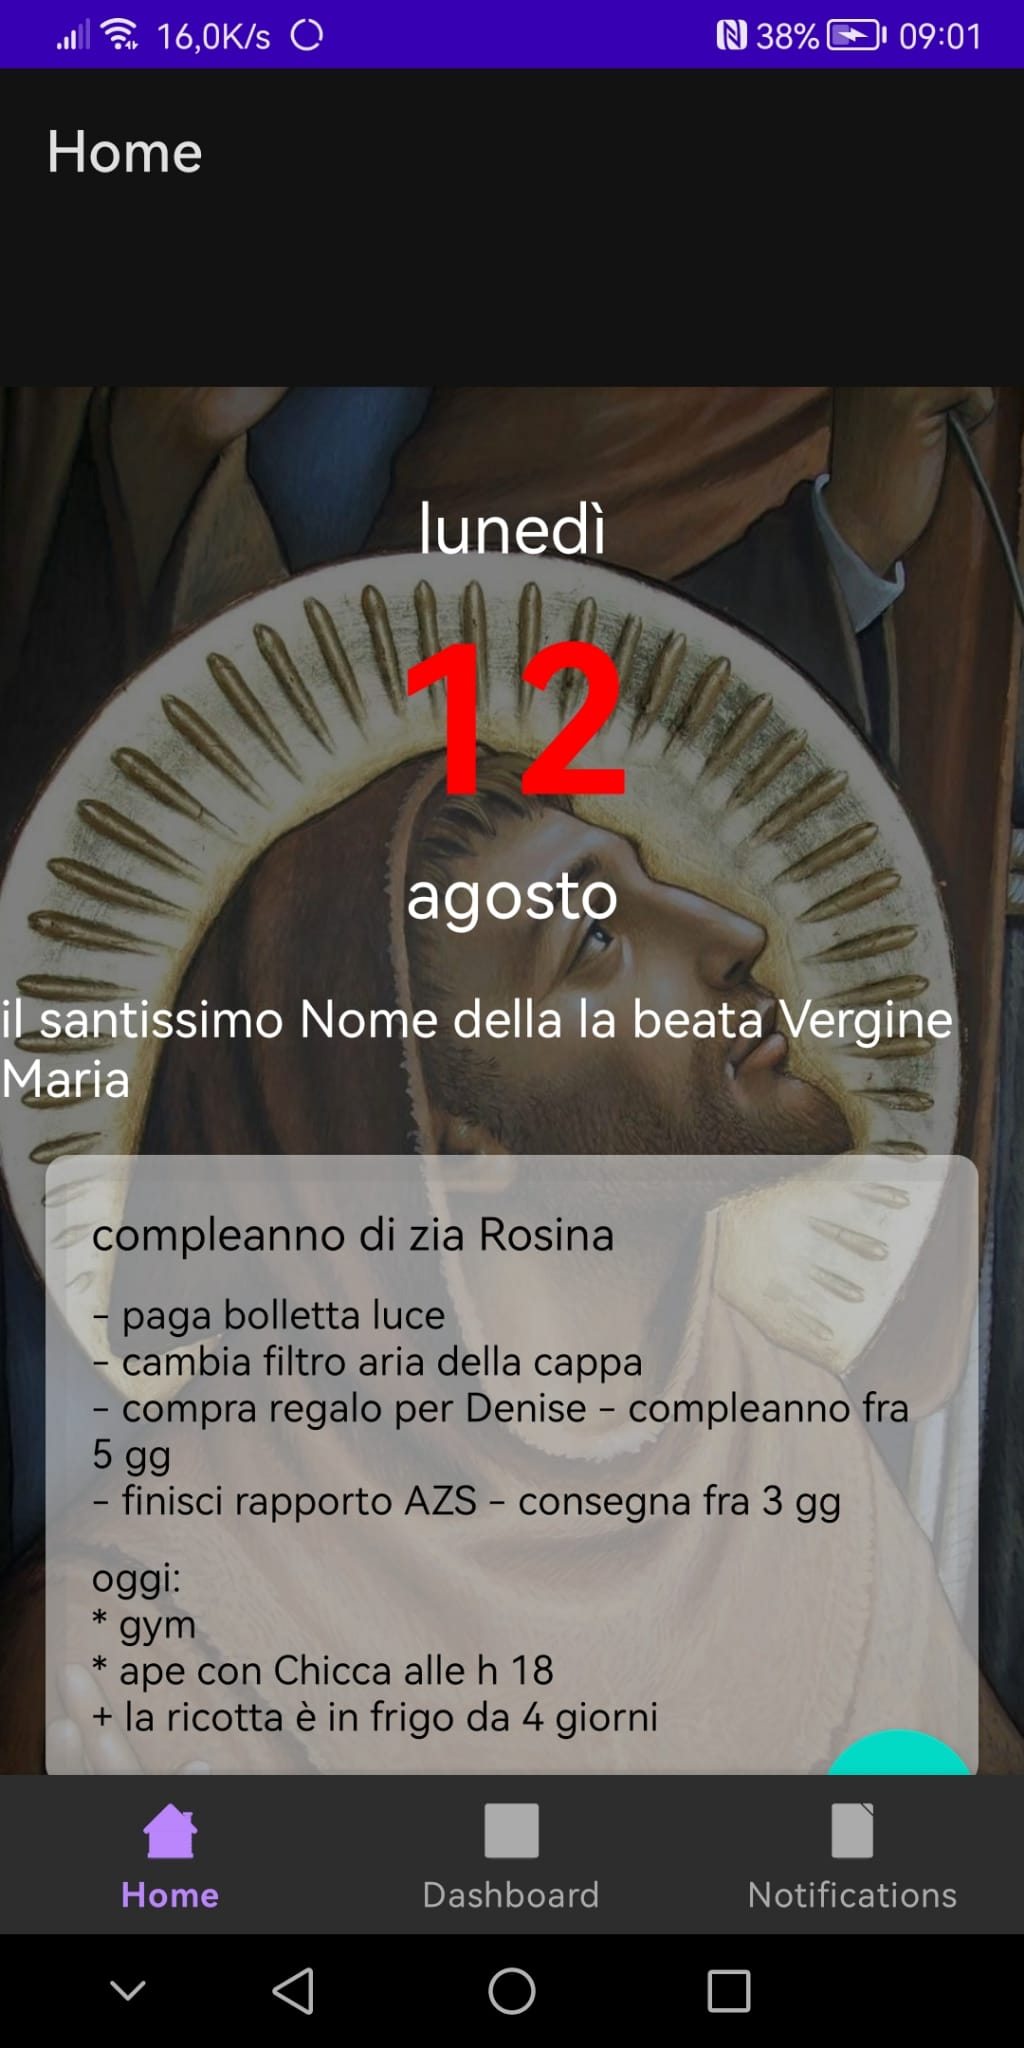 16,0K/s 38% 09:01
Home
lunedì
12
agosto
il santissimo Nome della la beata Vergine
Maria
compleanno di zia Rosina
- paga bolletta luce
- cambia filtro aria della cappa
- compra regalo per Denise - compleanno fra
5 gg
- finisci rapporto AZS - consegna fra 3 gg
oggi:
* gym
* ape con Chicca alle h 18
+ la ricotta è in frigo da 4 giorni
Home Dashboard Notifications